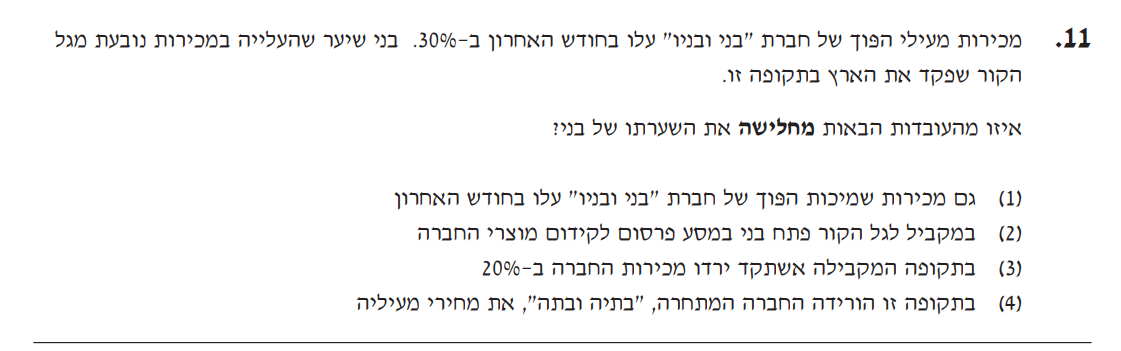 11. מכירות מעילי הפּוּך של חברת "בני ובניו" עלו בחודש האחרון ב-30%. בני שיער שהעלייה במכירות נובעת מגל
הקור שפקד את הארץ בתקופה זו.
איזו מהעובדות הבאות מחלישה את השערתו של בני?
(1) גם מכירות שמיכות הפּוּך של חברת "בני ובניו" עלו בחודש האחרון
(2) במקביל לגל הקור פתח בני במסע פרסום לקידום מוצרי החברה
(3) בתקופה המקבילה אשתקד ירדו מכירות החברה ב-20%
(4) בתקופה זו הורידה החברה המתחרה, "בתיה ובתה", את מחירי מעיליה